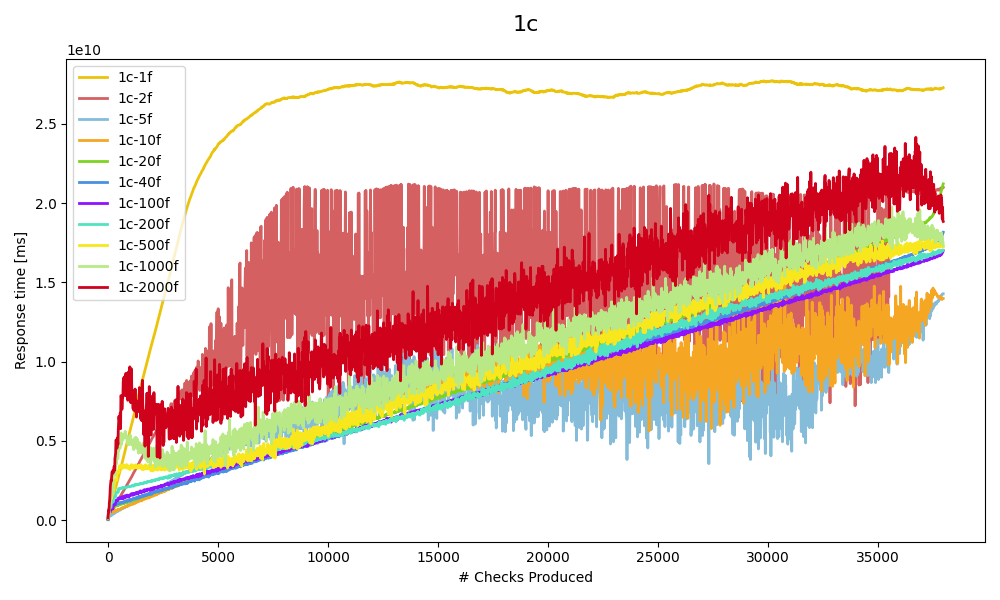 1c
1e10
1c-1f
1c-2f
1c-5f
1c-10f
1c-20f
1c-40f
1c-100f
1c-200f
1c-500f
1c-1000f
1c-2000f
2.5
2.0
1.5
1.0
0.5
0.0
Response time [ms]
0 5000 10000 15000 20000 25000 30000 35000
# Checks Produced